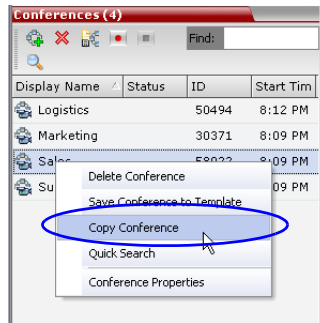 Conferences (4)
Find:
Display Name Status ID Start Tim
Logistics 50494 8:12 PM
Marketing 30371 8:09 PM
Sales 8:09 PM
Su 09 PM
Delete Conference
Save Conference to Template
Copy Conference
Quick Search
Conference Properties